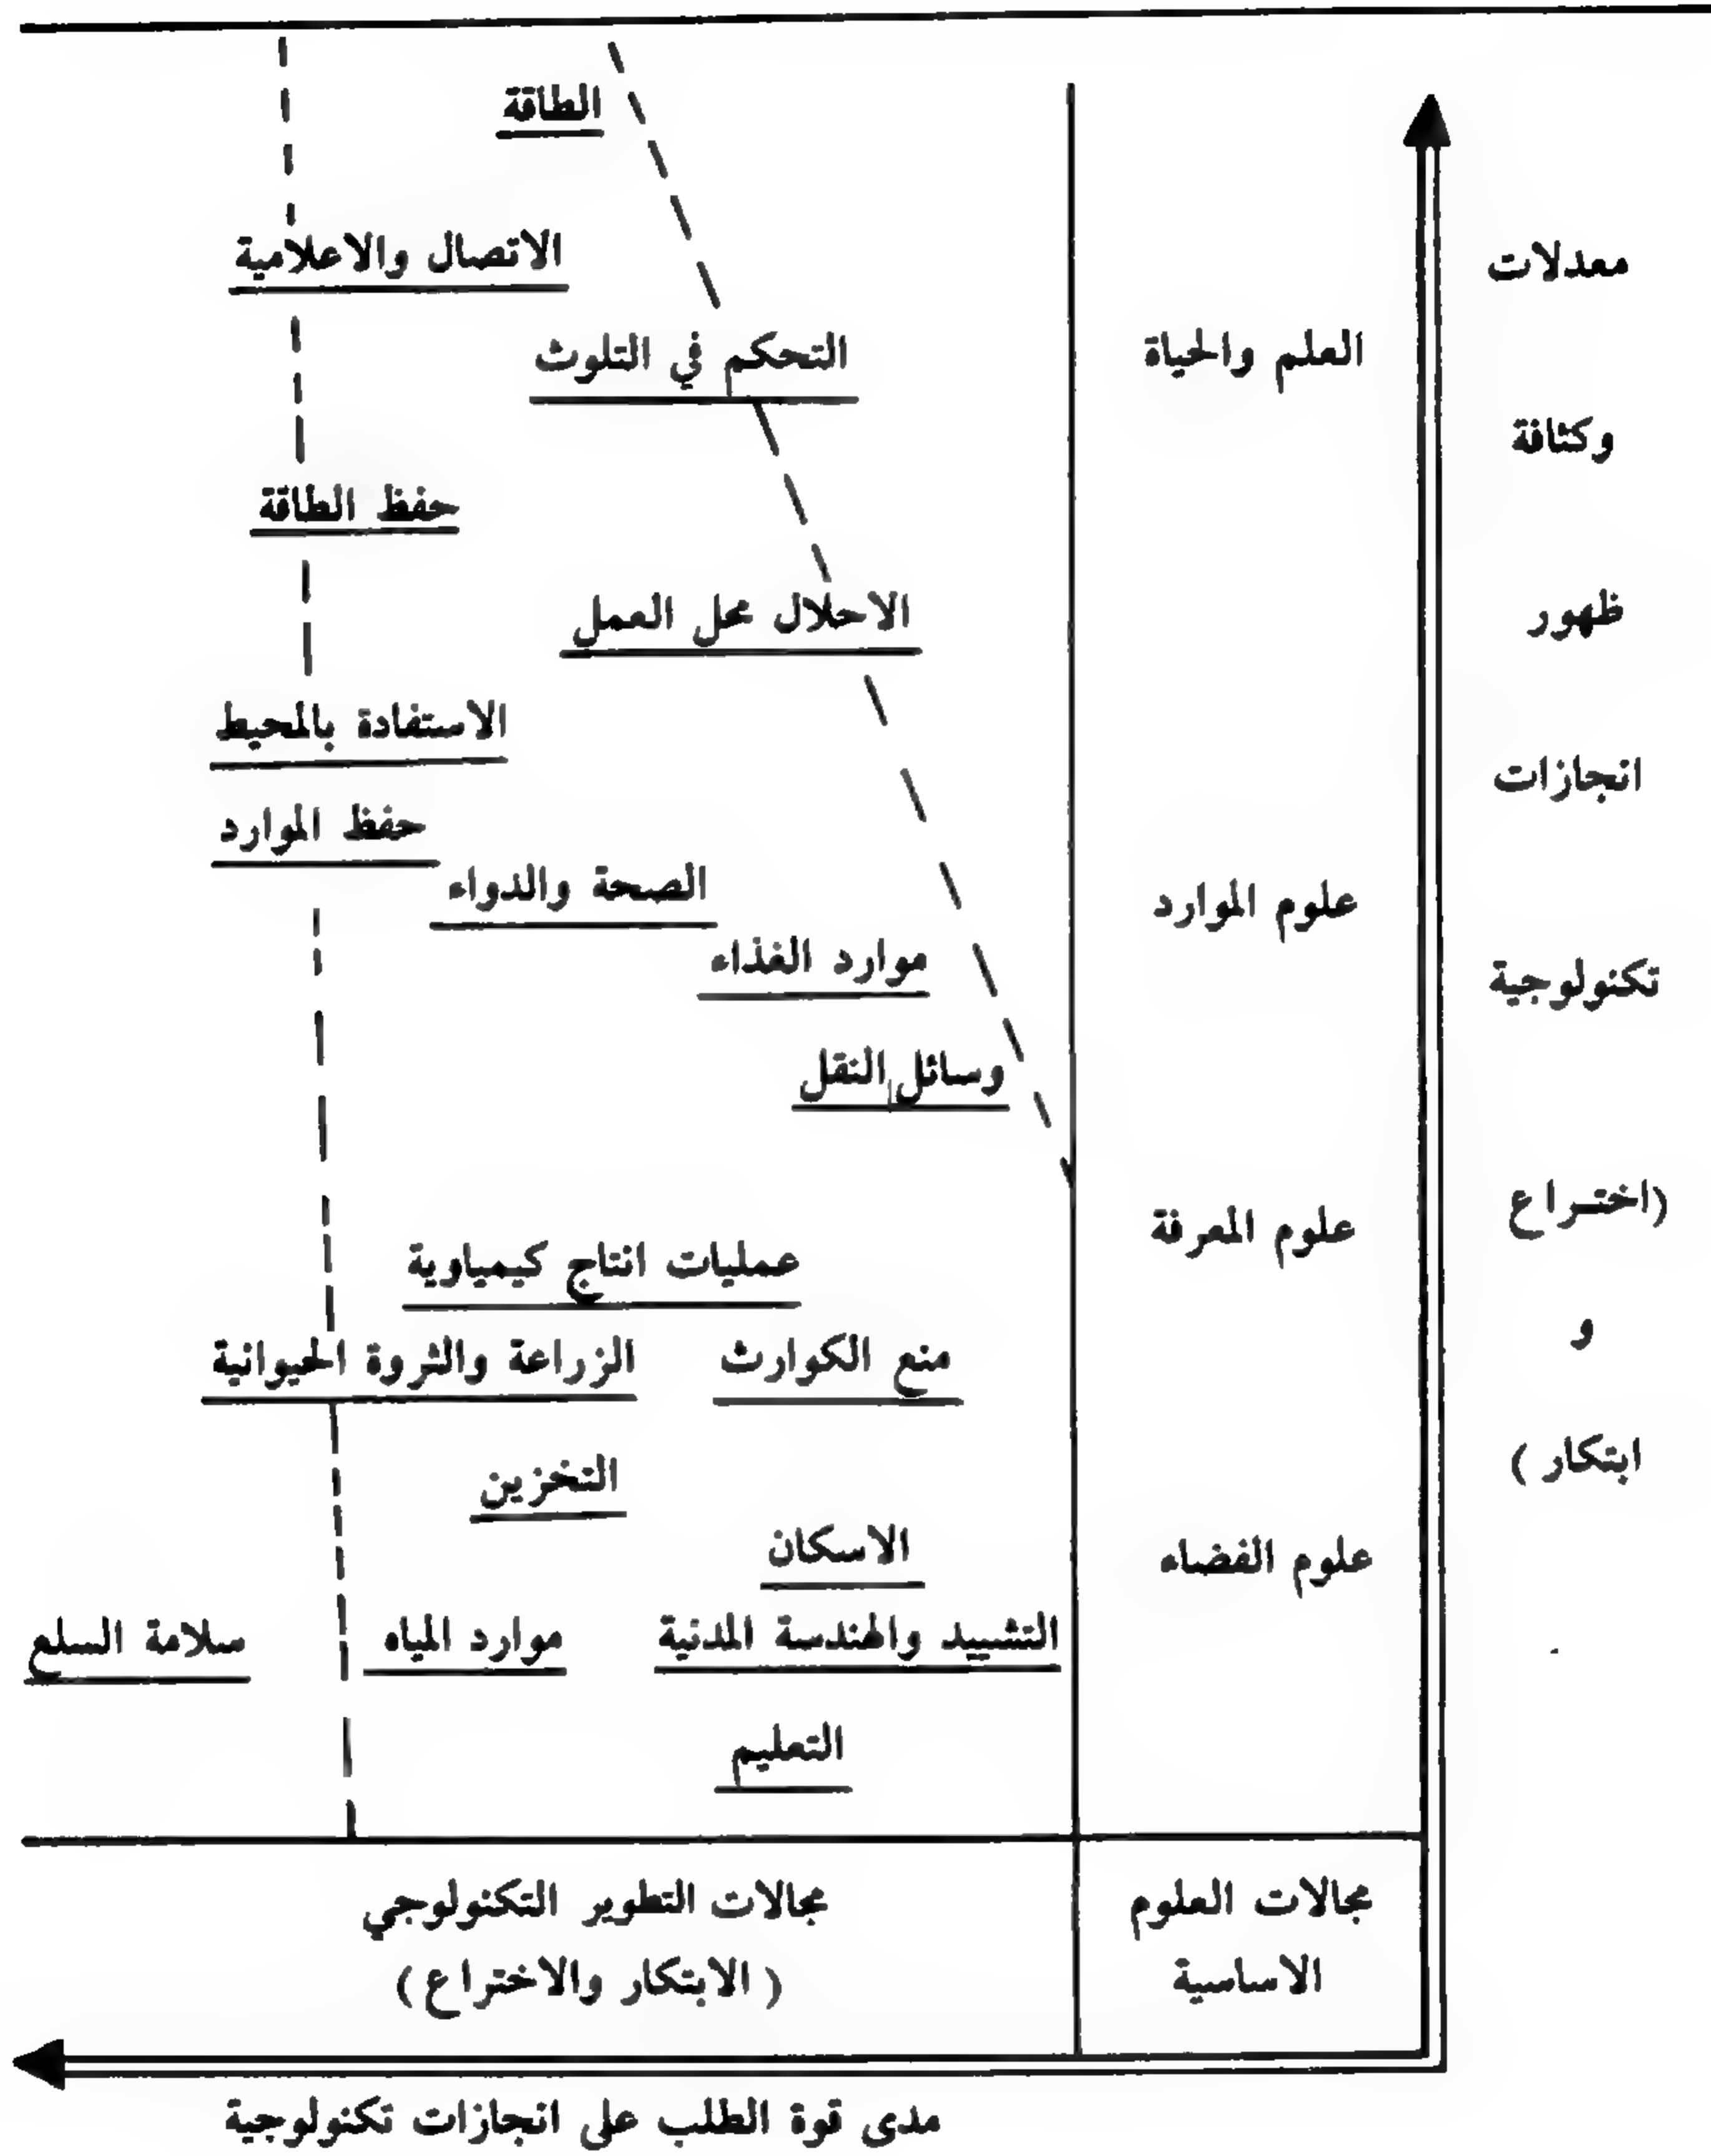 معدلات
وكثافة
ظهور
انجازات
تكنولوجية
(اختراع
و
ابتكار)
العلم والحياة
علوم الموارد
علوم المعرفة
علوم الفضاء
مجالات العلوم
الاساسية
الطاقة
الاتصال والاعلامية
التحكم في التلوث
حفظ الطاقة
الاحلال محل العمل
الاستفادة بالمحيط
حفظ الموارد
الصحة والدواء
موارد الغذاء
وسائل النقل
عمليات انتاج كيمياوية
منع الكوارث
الزراعة والثروة الحيوانية
التخزين
الاسكان
التشييد والهندسة المدنية
موارد المياه
سلامة السلع
التعليم
مجالات التطوير التكنولوجي
(الابتكار والاختراع)
مدى قوة الطلب على انجازات تكنولوجية